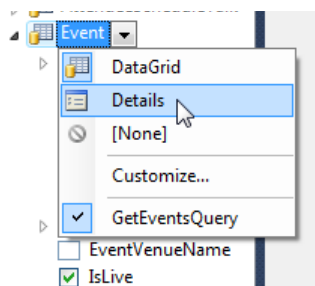 Event
DataGrid
Details
[None]
Customize...
GetEventsQuery
EventVenueName
IsLive